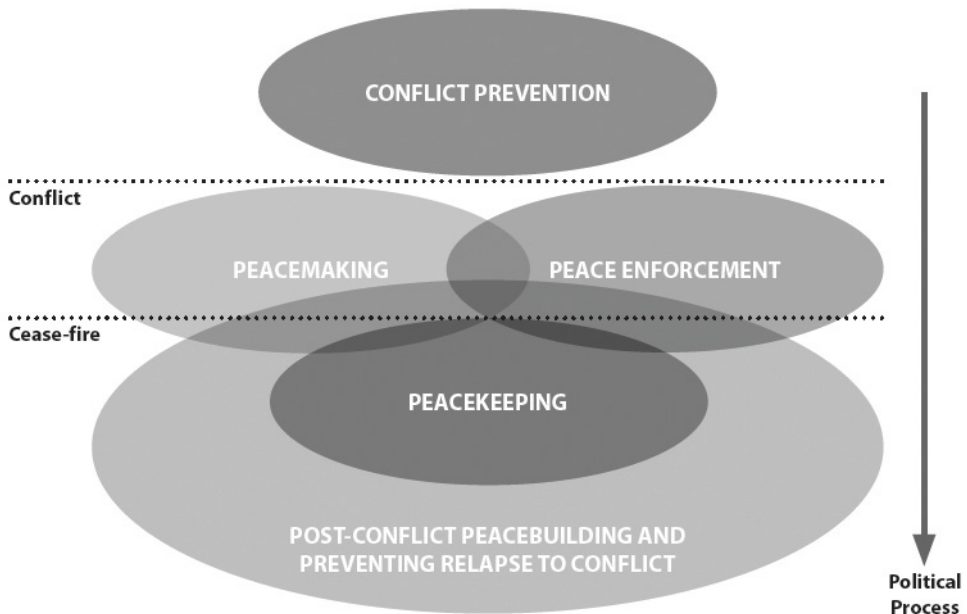 CONFLICT PREVENTION
Conflict
PEACEMAKING
PEACE ENFORCEMENT
Cease-fire
PEACEKEEPING
POST-CONFLICT PEACEBUILDING AND
PREVENTING RELAPSE TO CONFLICT
Political
Process